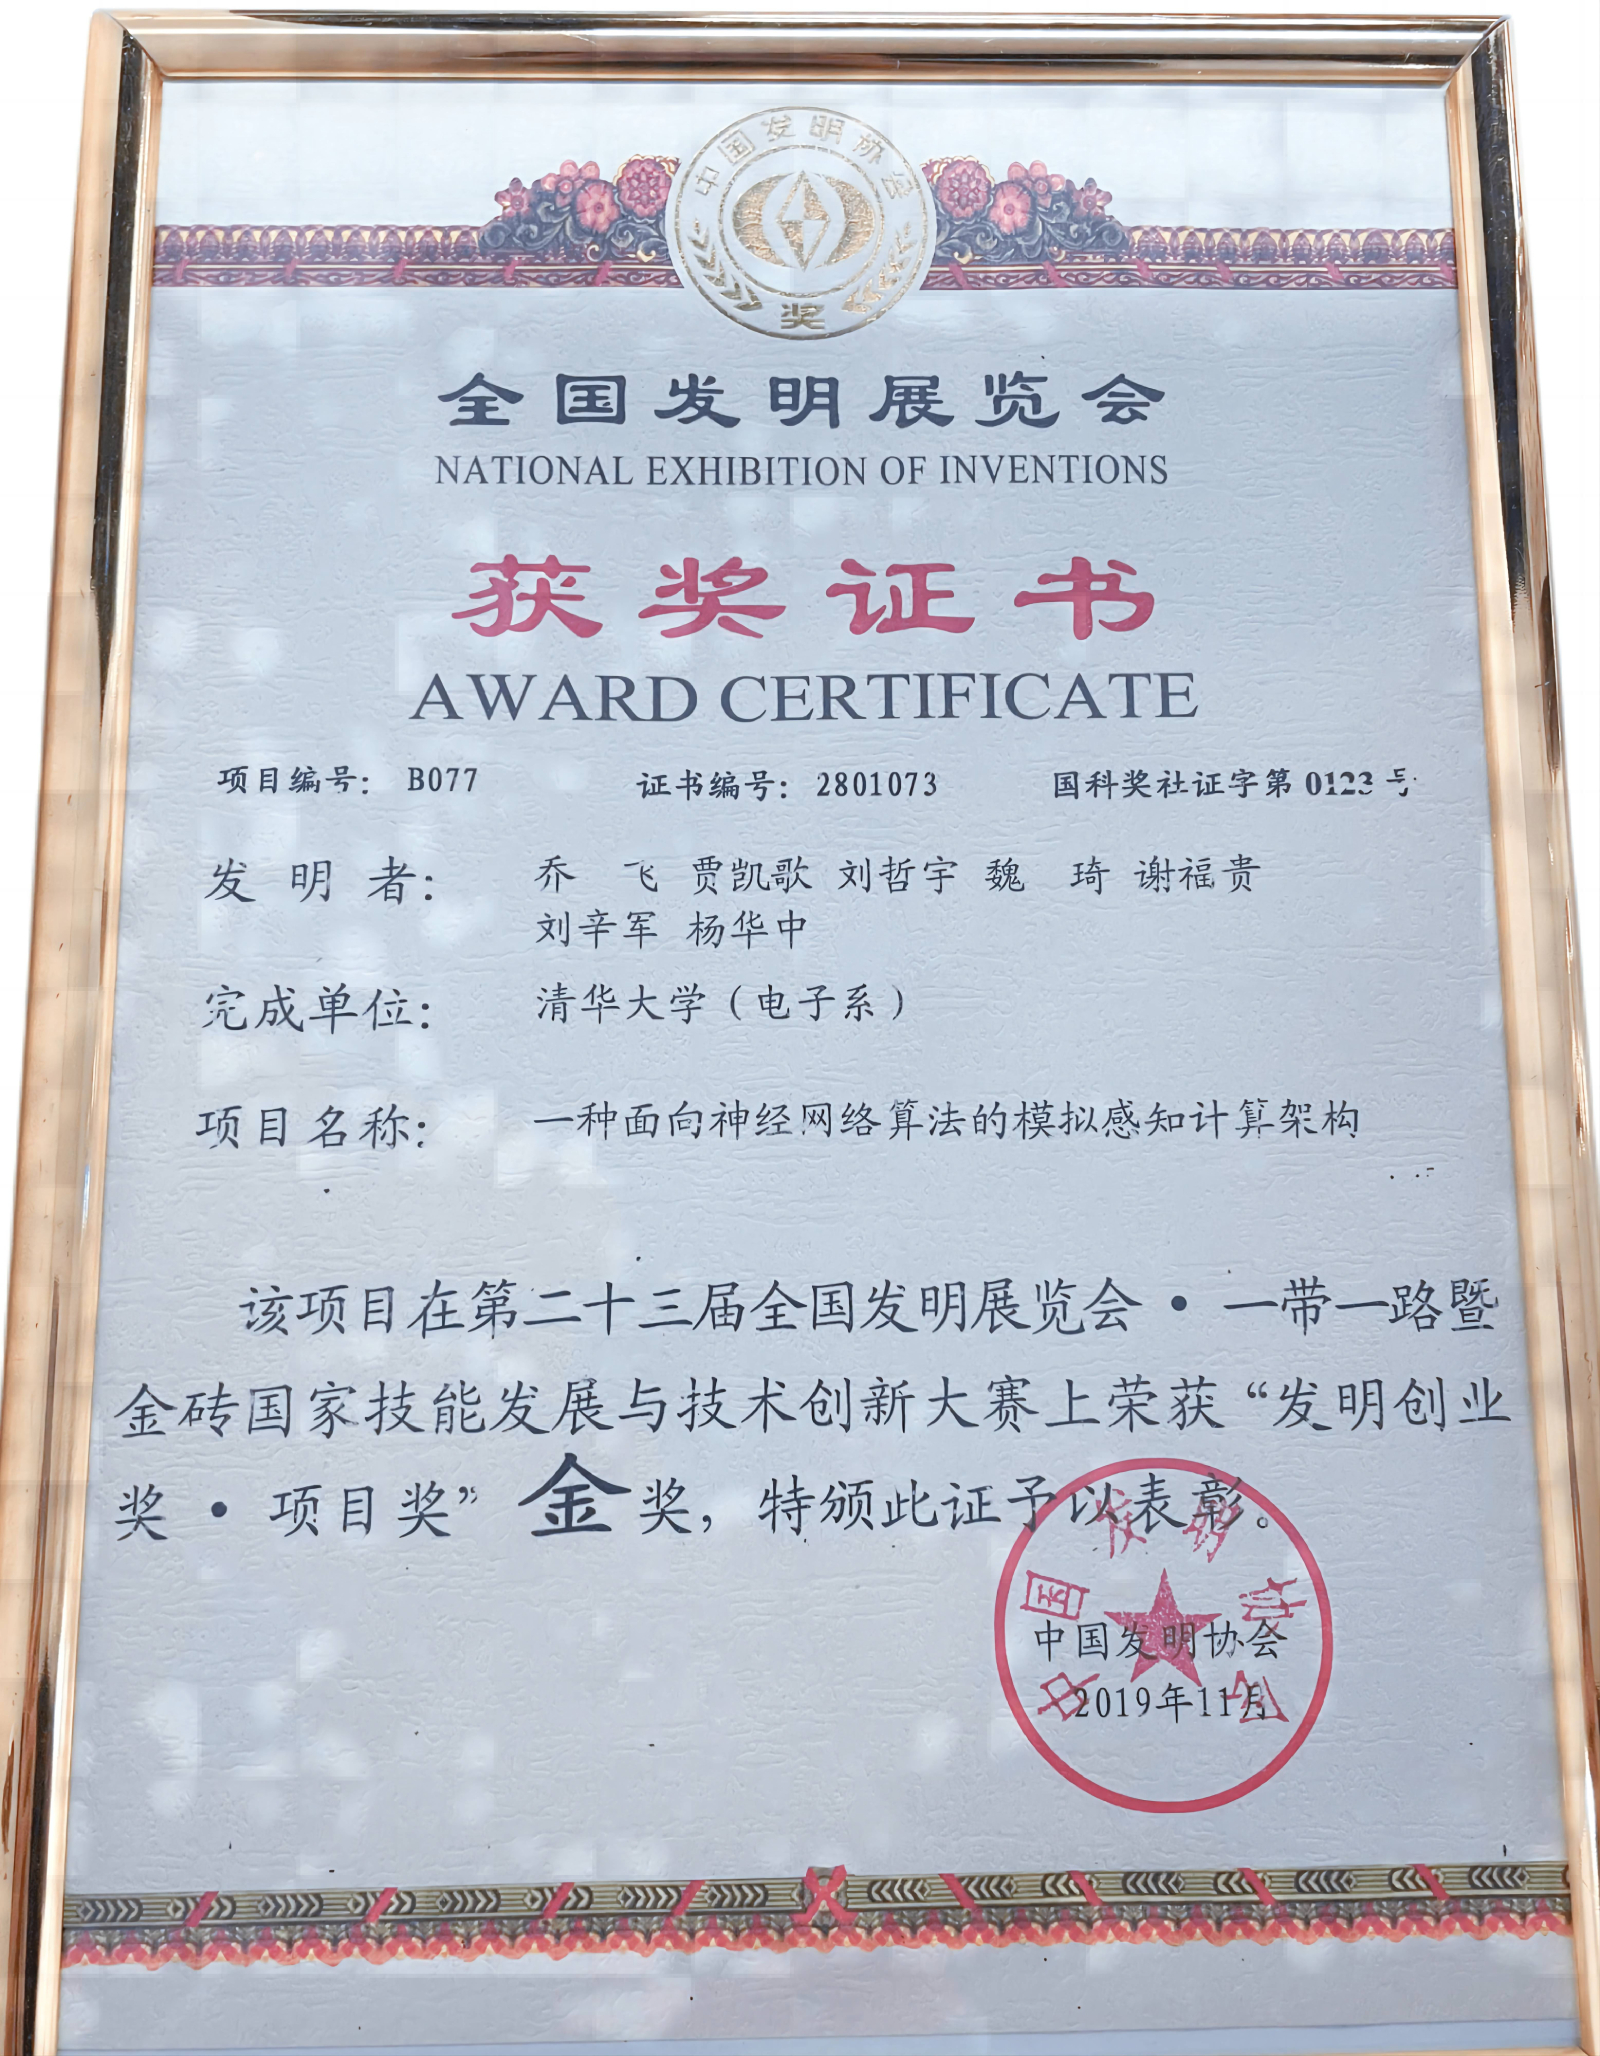 中国发明协会
奖
全国发明展览会
NATIONAL EXHIBITION OF INVENTIONS
获奖证书
AWARD CERTIFICATE
项目编号： B077 证书编号： 2801073 国科奖社证字第 0123 号
发 明 者： 乔 飞 贾凯歌 刘哲宇 魏 琦 谢福贵
刘辛军 杨华中
完成单位： 清华大学（电子系）
项目名称： 一种面向神经网络算法的模拟感知计算架构
该项目在第二十三届全国发明展览会·一带一路暨
金砖国家技能发展与技术创新大赛上荣获“发明创业
奖·项目奖”金奖，特颁此证予以表彰。
中国发明协会
中国发明协会
2019年11月